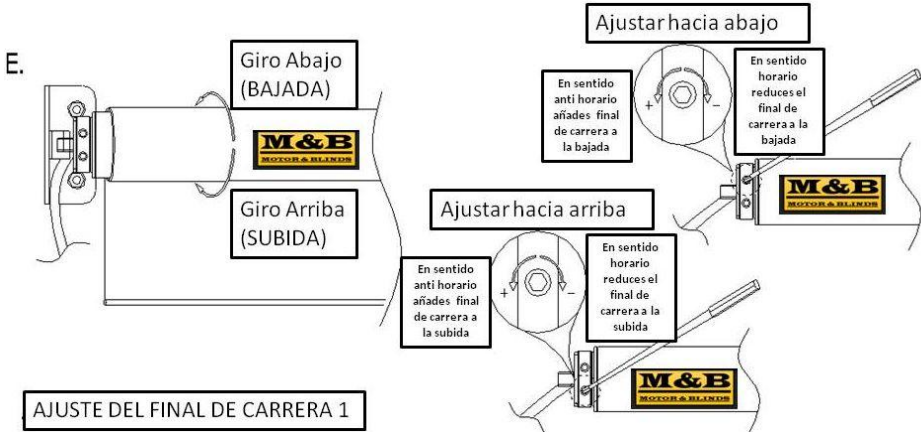 E.
Giro Abajo
(BAJADA)
M&B
MOTOR & BLINDS
Giro Arriba
(SUBIDA)
Ajustar hacia abajo
En sentido
anti horario
añades final
de carrera a
la bajada
+ -
En sentido
horario
reduces el
final de
carrera a la
bajada
M&B
MOTOR & BLINDS
Ajustar hacia arriba
En sentido
anti horario
añades final
de carrera a
la subida
+ -
En sentido
horario
reduces el
final de
carrera a la
subida
M&B
MOTOR & BLINDS
AJUSTE DEL FINAL DE CARRERA 1